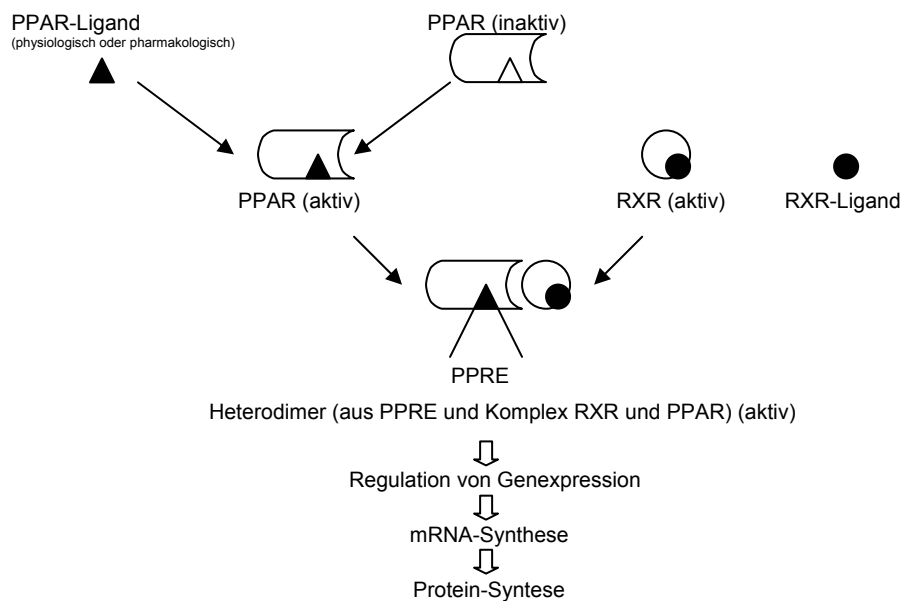 PPAR-Ligand
(physiologisch oder pharmakologisch)
PPAR (inaktiv)
PPAR (aktiv)
RXR (aktiv)
RXR-Ligand
PPRE
Heterodimer (aus PPRE und Komplex RXR und PPAR) (aktiv)
Regulation von Genexpression
mRNA-Synthese
Protein-Syntese